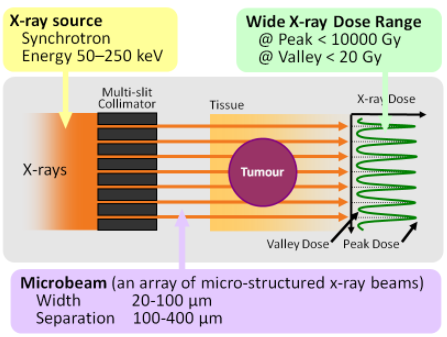 X-ray source
Synchrotron
Energy 50–250 keV
Wide X-ray Dose Range
@ Peak < 10000 Gy
@ Valley < 20 Gy
Multi-slit
Collimator
Tissue
X-ray Dose
X-rays
Tumour
Valley Dose
Peak Dose
Microbeam (an array of micro-structured x-ray beams)
Width 20-100 µm
Separation 100-400 µm